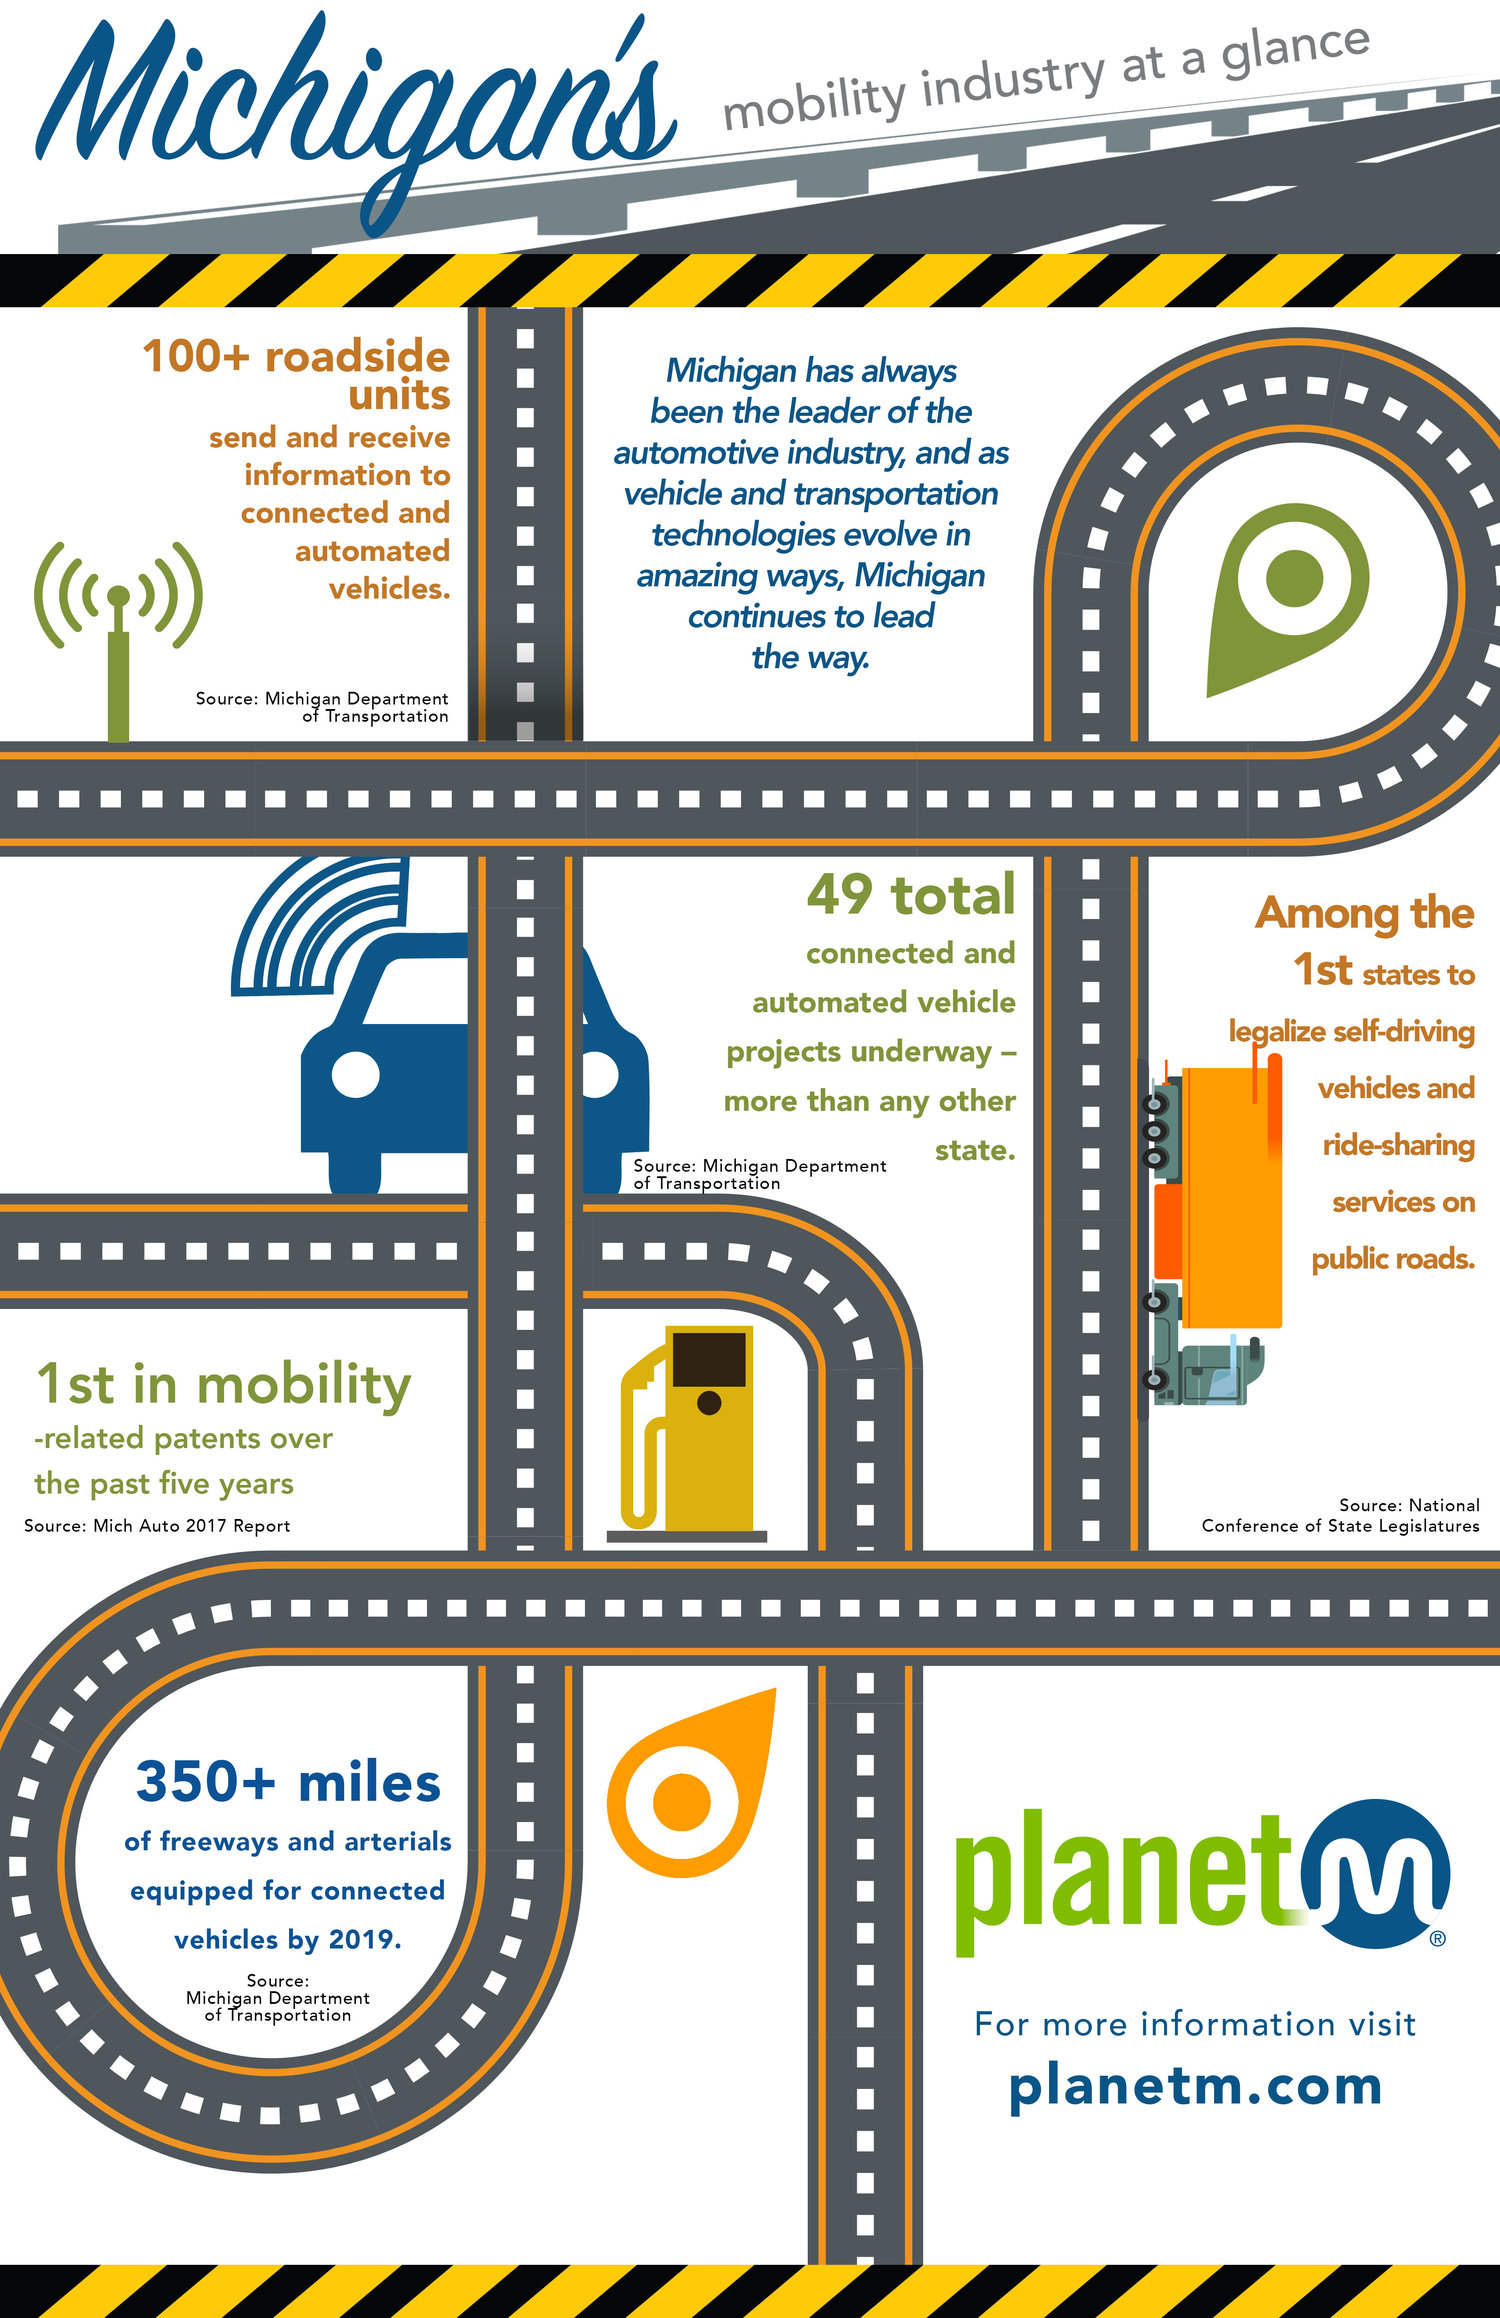 Michigan's
mobility industry at a glance
100+ roadside
units
send and receive
information to
connected and
automated
vehicles.
Source: Michigan Department
of Transportation
Michigan has always
been the leader of the
automotive industry, and as
vehicle and transportation
technologies evolve in
amazing ways, Michigan
continues to lead
the way.
49 total
connected and
automated vehicle
projects underway –
more than any other
state.
Source: Michigan Department
of Transportation
Among the
1st states to
legalize self-driving
vehicles and
ride-sharing
services on
public roads.
Source: National
Conference of State Legislatures
1st in mobility
-related patents over
the past five years
Source: Mich Auto 2017 Report
350+ miles
of freeways and arterials
equipped for connected
vehicles by 2019.
Source:
Michigan Department
of Transportation
planetM®
For more information visit
planetm.com